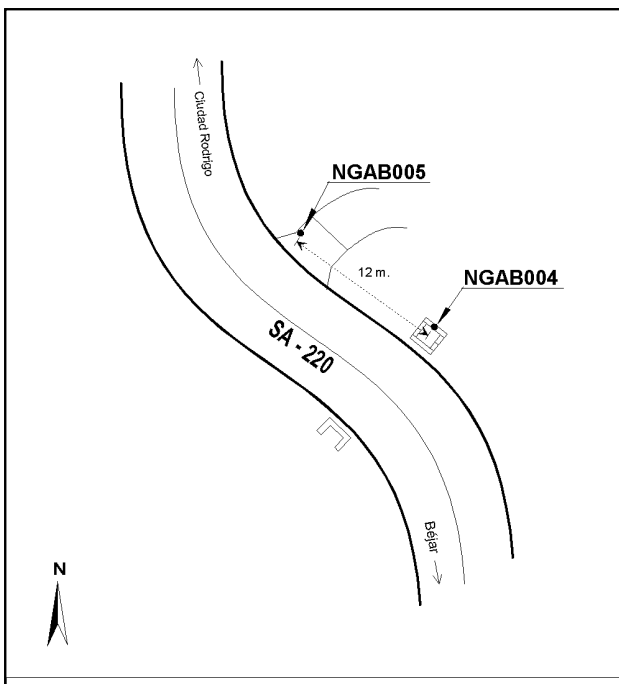 Ciudad Rodrigo
NGAB005
12 m.
NGAB004
SA - 220
Béjar
N